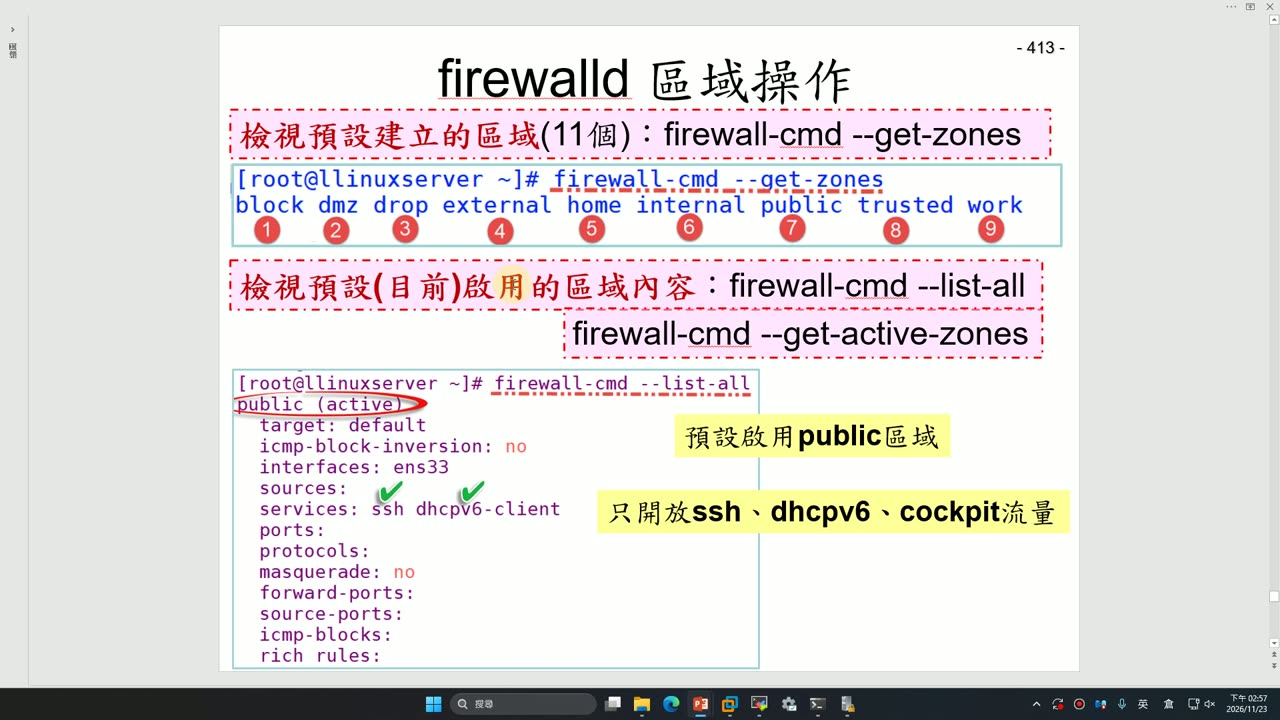 - 413 -
firewalld 區域操作
檢視預設建立的區域(11個)：firewall-cmd --get-zones
[root@llinuxserver ~]# firewall-cmd --get-zones
block dmz drop external home internal public trusted work
1 2 3 4 5 6 7 8 9
檢視預設(目前)啟用的區域內容：firewall-cmd --list-all
firewall-cmd --get-active-zones
[root@llinuxserver ~]# firewall-cmd --list-all
public (active)
target: default
icmp-block-inversion: no
interfaces: ens33
sources:
services: ssh dhcpv6-client
ports:
protocols:
masquerade: no
forward-ports:
source-ports:
icmp-blocks:
rich rules:
預設啟用public區域
只開放ssh、dhcpv6、cockpit流量
搜尋
英
下午 02:57
2026/11/23